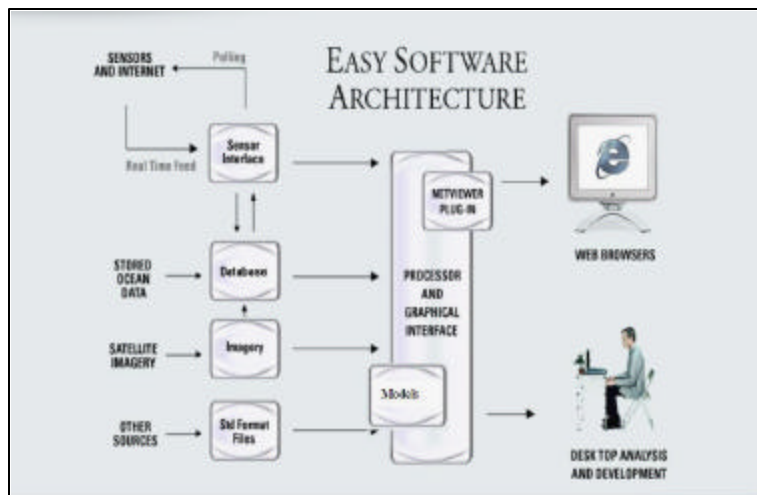 EASY SOFTWARE
ARCHITECTURE
SENSORS
AND INTERNET
Polling
Real Time Feed
Sensor
Interface
NETVIEWER
PLUG-IN
WEB BROWSERS
STORED
OCEAN
DATA
Database
PROCESSOR
AND
GRAPHICAL
INTERFACE
SATELLITE
IMAGERY
Imagery
Models
OTHER
SOURCES
Std Format
Files
DESK TOP ANALYSIS
AND DEVELOPMENT